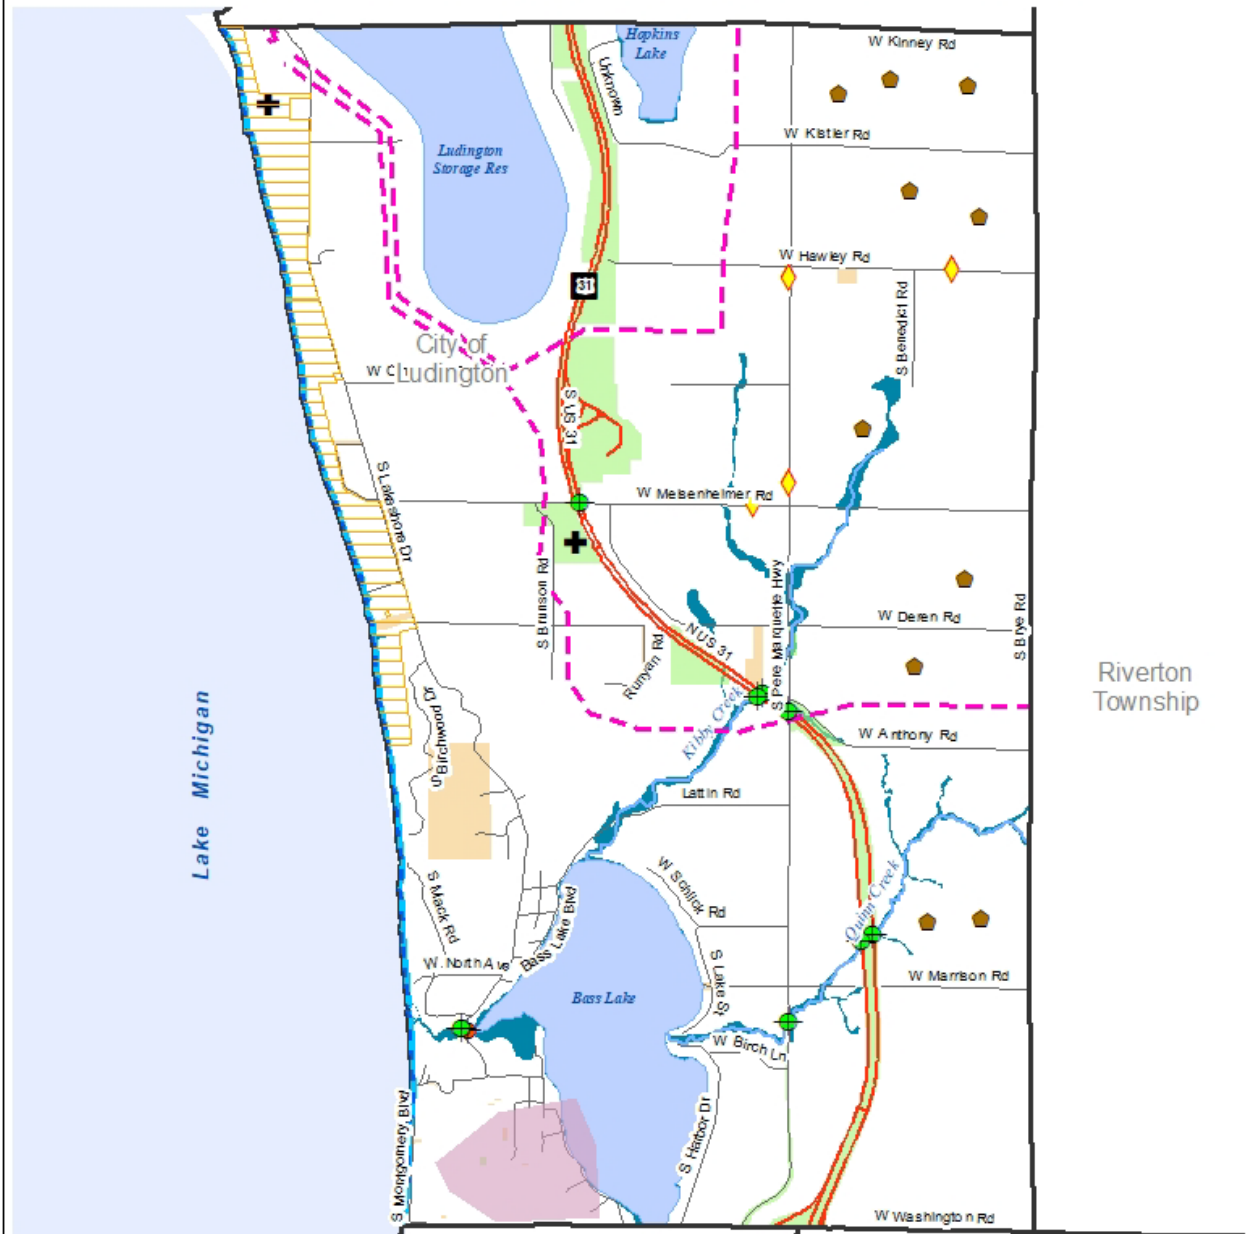 Hopkins
Lake
W Kinney Rd
Unknown
W Kistler Rd
Ludington
Storage Res
W Hawley Rd
31
S Benedict Rd
City of
Ludington
W
S US 31
S Lakeshore Dr
W Meisenheimer Rd
S Brunson Rd
S Pere Marquette Hwy
W Deren Rd
S Brye Rd
N US 31
Runyan Rd
Riverton
Township
Kibby Creek
W Anthony Rd
S Birchwood Dr
Lake Michigan
Lattin Rd
W Schlick Rd
S Mack Rd
Quinn Creek
Bass Lake Blvd
W North Ave
S Lake St
W Marrison Rd
Bass Lake
W Birch Ln
S Montgomery Blvd
S Harbor Dr
W Washington Rd